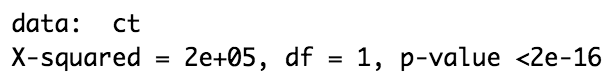 data:  ct
X-squared = 2e+05, df = 1, p-value <2e-16